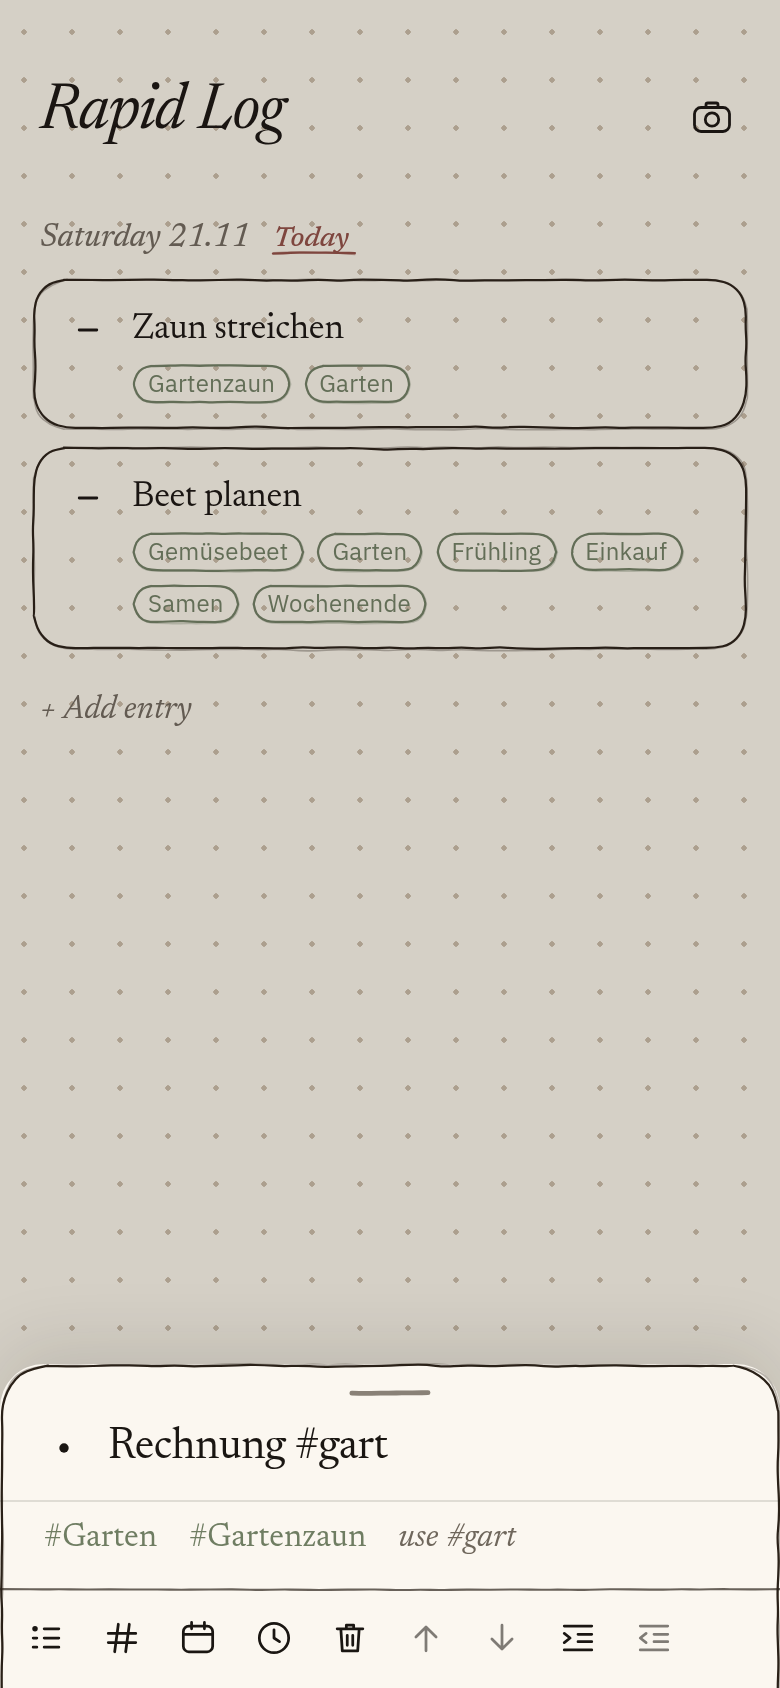 Rapid Log
Saturday 21.11 Today
– Zaun streichen
Gartenzaun Garten
– Beet planen
Gemüsebeet Garten Frühling Einkauf
Samen Wochenende
+ Add entry
• Rechnung #gart
#Garten #Gartenzaun use #gart